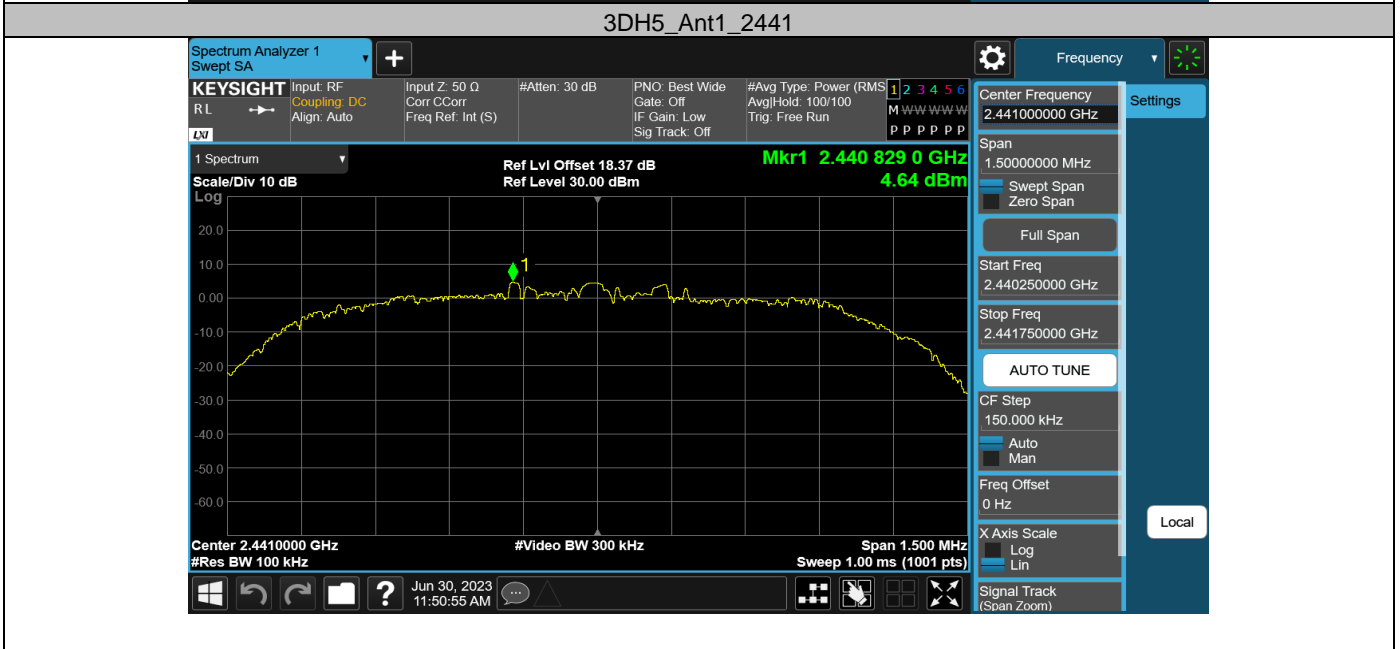 3DH5_Ant1_2441
Spectrum Analyzer 1
Swept SA
Frequency
KEYSIGHT
RL
LXI
Input: RF
Coupling: DC
Align: Auto
Input Z: 50 Ω
Corr CCorr
Freq Ref: Int (S)
#Atten: 30 dB
PNO: Best Wide
Gate: Off
IF Gain: Low
Sig Track: Off
#Avg Type: Power (RMS
Avg|Hold: 100/100
Trig: Free Run
1 2 3 4 5 6
M W W W W W
P P P P P P
1 Spectrum
Scale/Div 10 dB
Log
Ref Lvl Offset 18.37 dB
Ref Level 30.00 dBm
Mkr1 2.440 829 0 GHz
4.64 dBm
20.0
10.0
0.00
-10.0
-20.0
-30.0
-40.0
-50.0
-60.0
1
Center 2.4410000 GHz
#Res BW 100 kHz
#Video BW 300 kHz
Span 1.500 MHz
Sweep 1.00 ms (1001 pts)
Jun 30, 2023
11:50:55 AM
Center Frequency
2.441000000 GHz
Settings
Span
1.50000000 MHz
Swept Span
Zero Span
Full Span
Start Freq
2.440250000 GHz
Stop Freq
2.441750000 GHz
AUTO TUNE
CF Step
150.000 kHz
Auto
Man
Freq Offset
0 Hz
X Axis Scale
Log
Lin
Local
Signal Track
(Span Zoom)